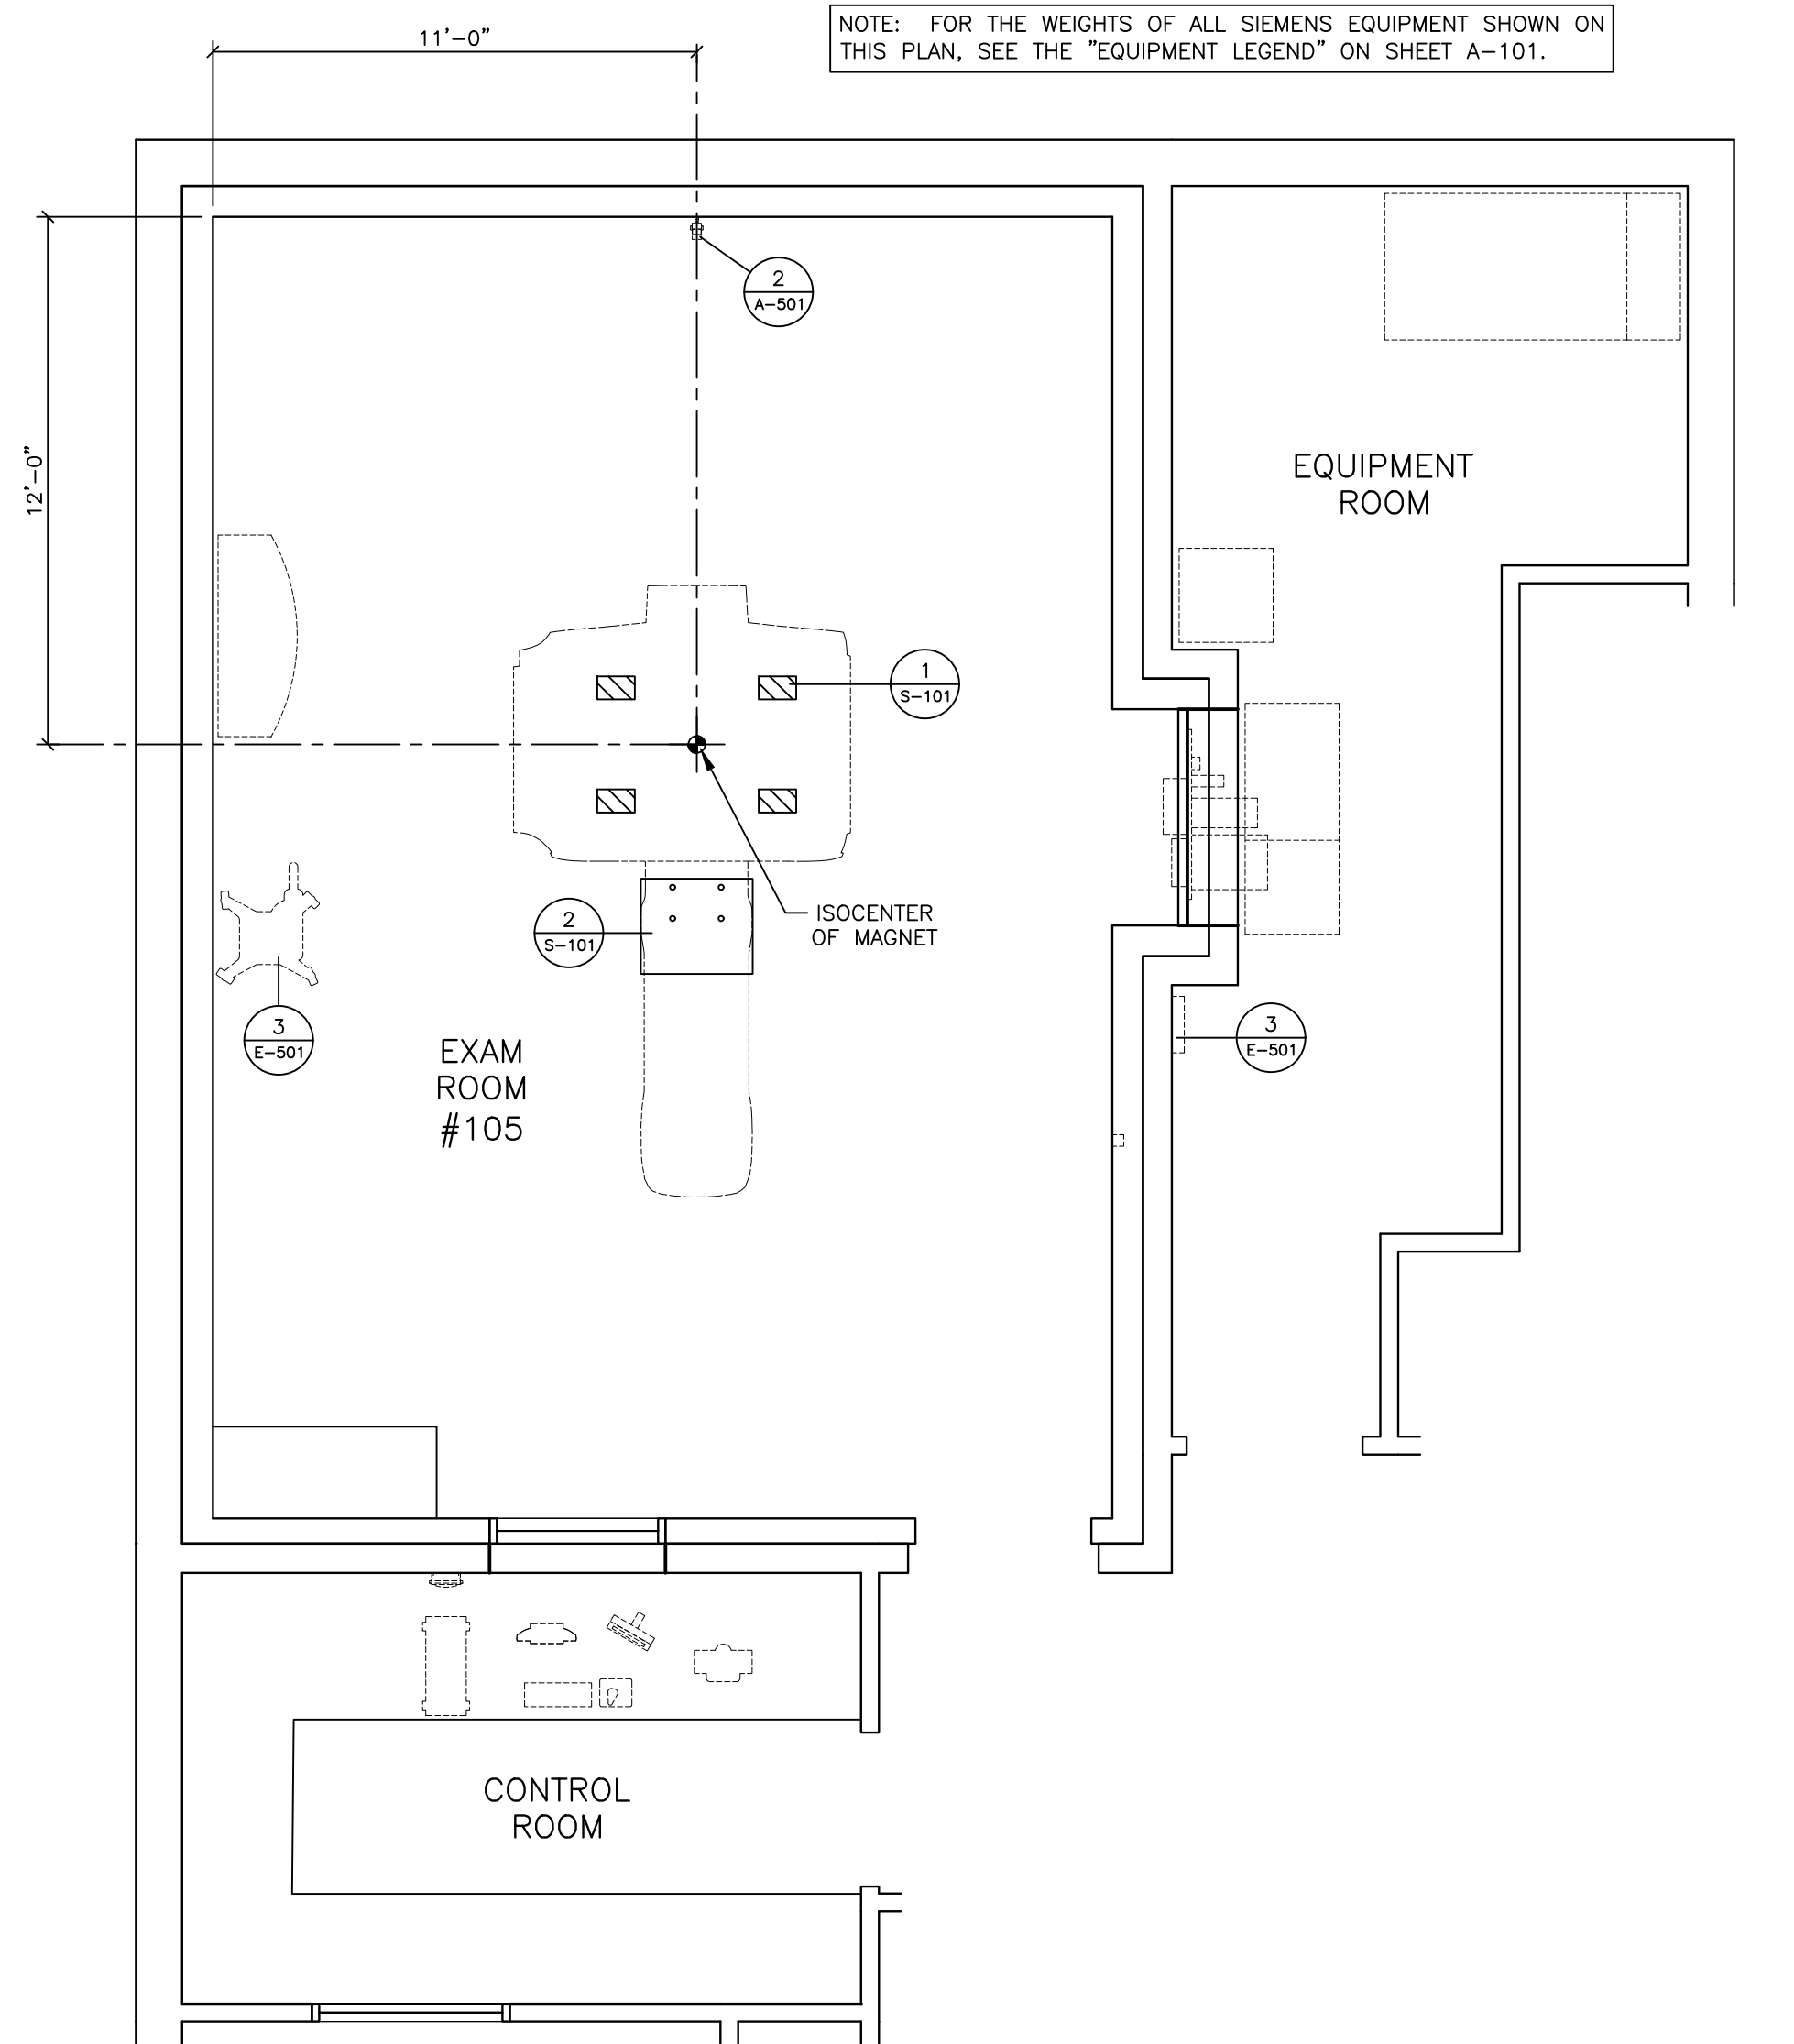 NOTE: FOR THE WEIGHTS OF ALL SIEMENS EQUIPMENT SHOWN ON
THIS PLAN, SEE THE "EQUIPMENT LEGEND" ON SHEET A-101.
11'-0"
12'-0"
2
A-501
EQUIPMENT
ROOM
1
S-101
ISOCENTER
OF MAGNET
2
S-101
3
E-501
3
E-501
EXAM
ROOM
#105
CONTROL
ROOM